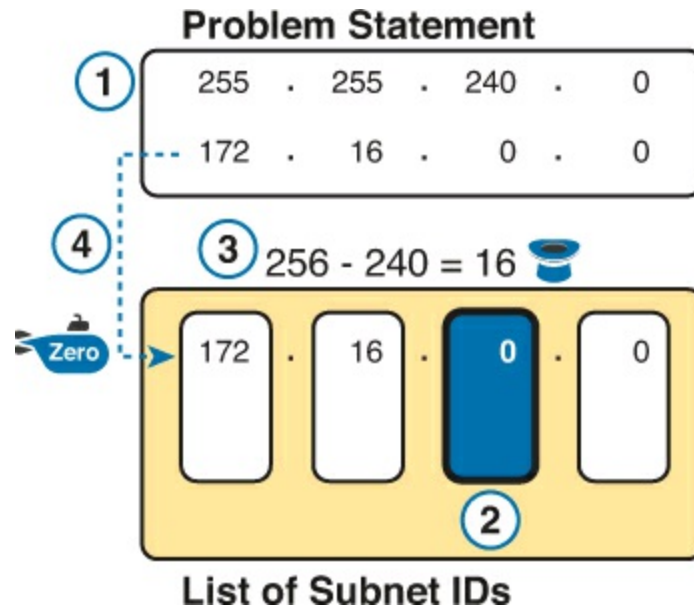 Problem Statement
1
255 . 255 . 240 . 0
172 . 16 . 0 . 0
4
3
256 - 240 = 16
Zero
172 . 16 . 0 . 0
2
List of Subnet IDs